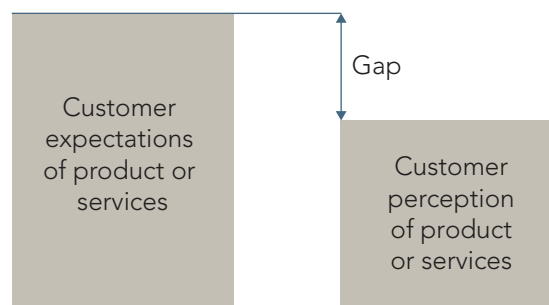 Customer
expectations
of product or
services
Gap
Customer
perception
of product
or services